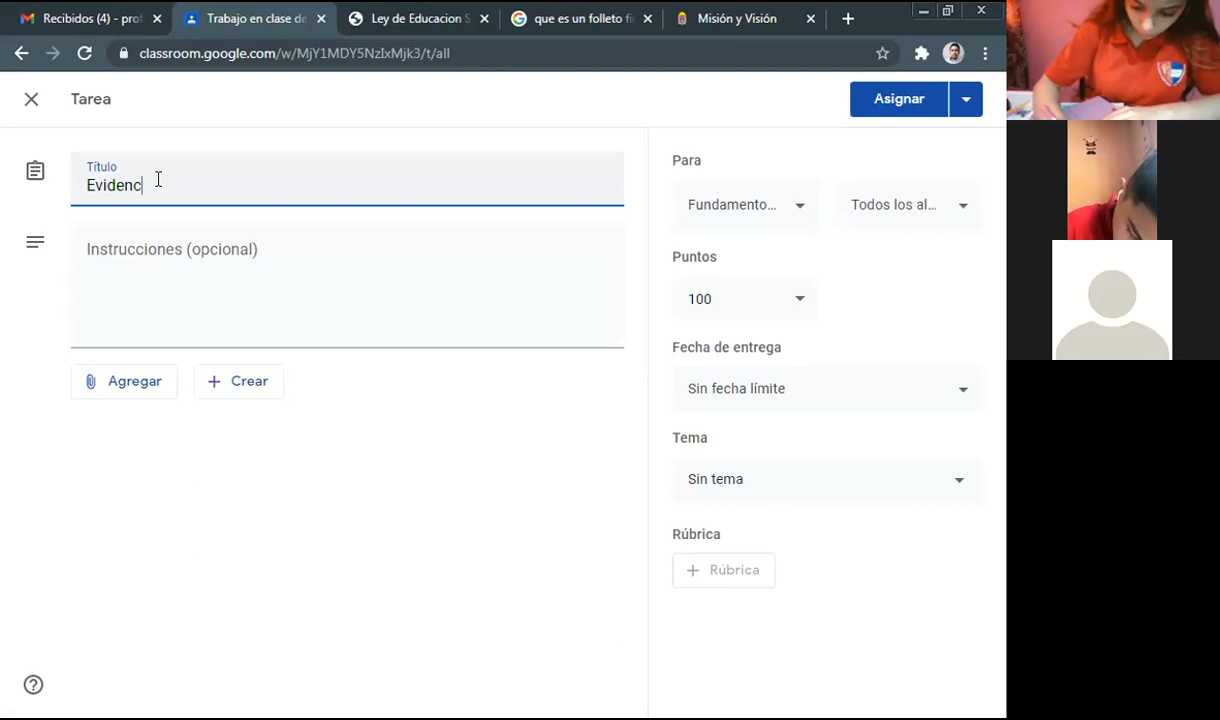 Recibidos (4) - prof
Trabajo en clase de
Ley de Educacion S
que es un folleto fi
Misión y Visión
classroom.google.com/w/MjY1MDY5NzIxMjk3/t/all
Tarea
Asignar
Título
Evidenc
Instrucciones (opcional)
Agregar
Crear
Para
Fundamento...
Todos los al...
Puntos
100
Fecha de entrega
Sin fecha límite
Tema
Sin tema
Rúbrica
Rúbrica